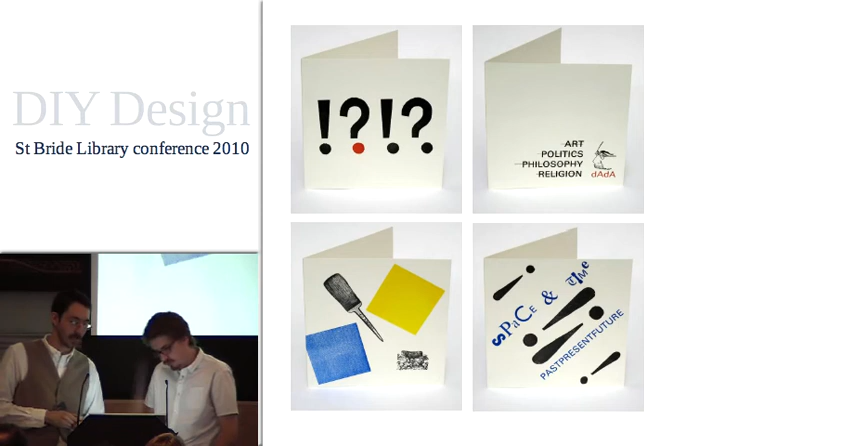 DIY Design
St Bride Library conference 2010
!?!?
ART
POLITICS
PHILOSOPHY
RELIGION
dAdA
SPaCe & TiMe
PASTPRESENTFUTURE